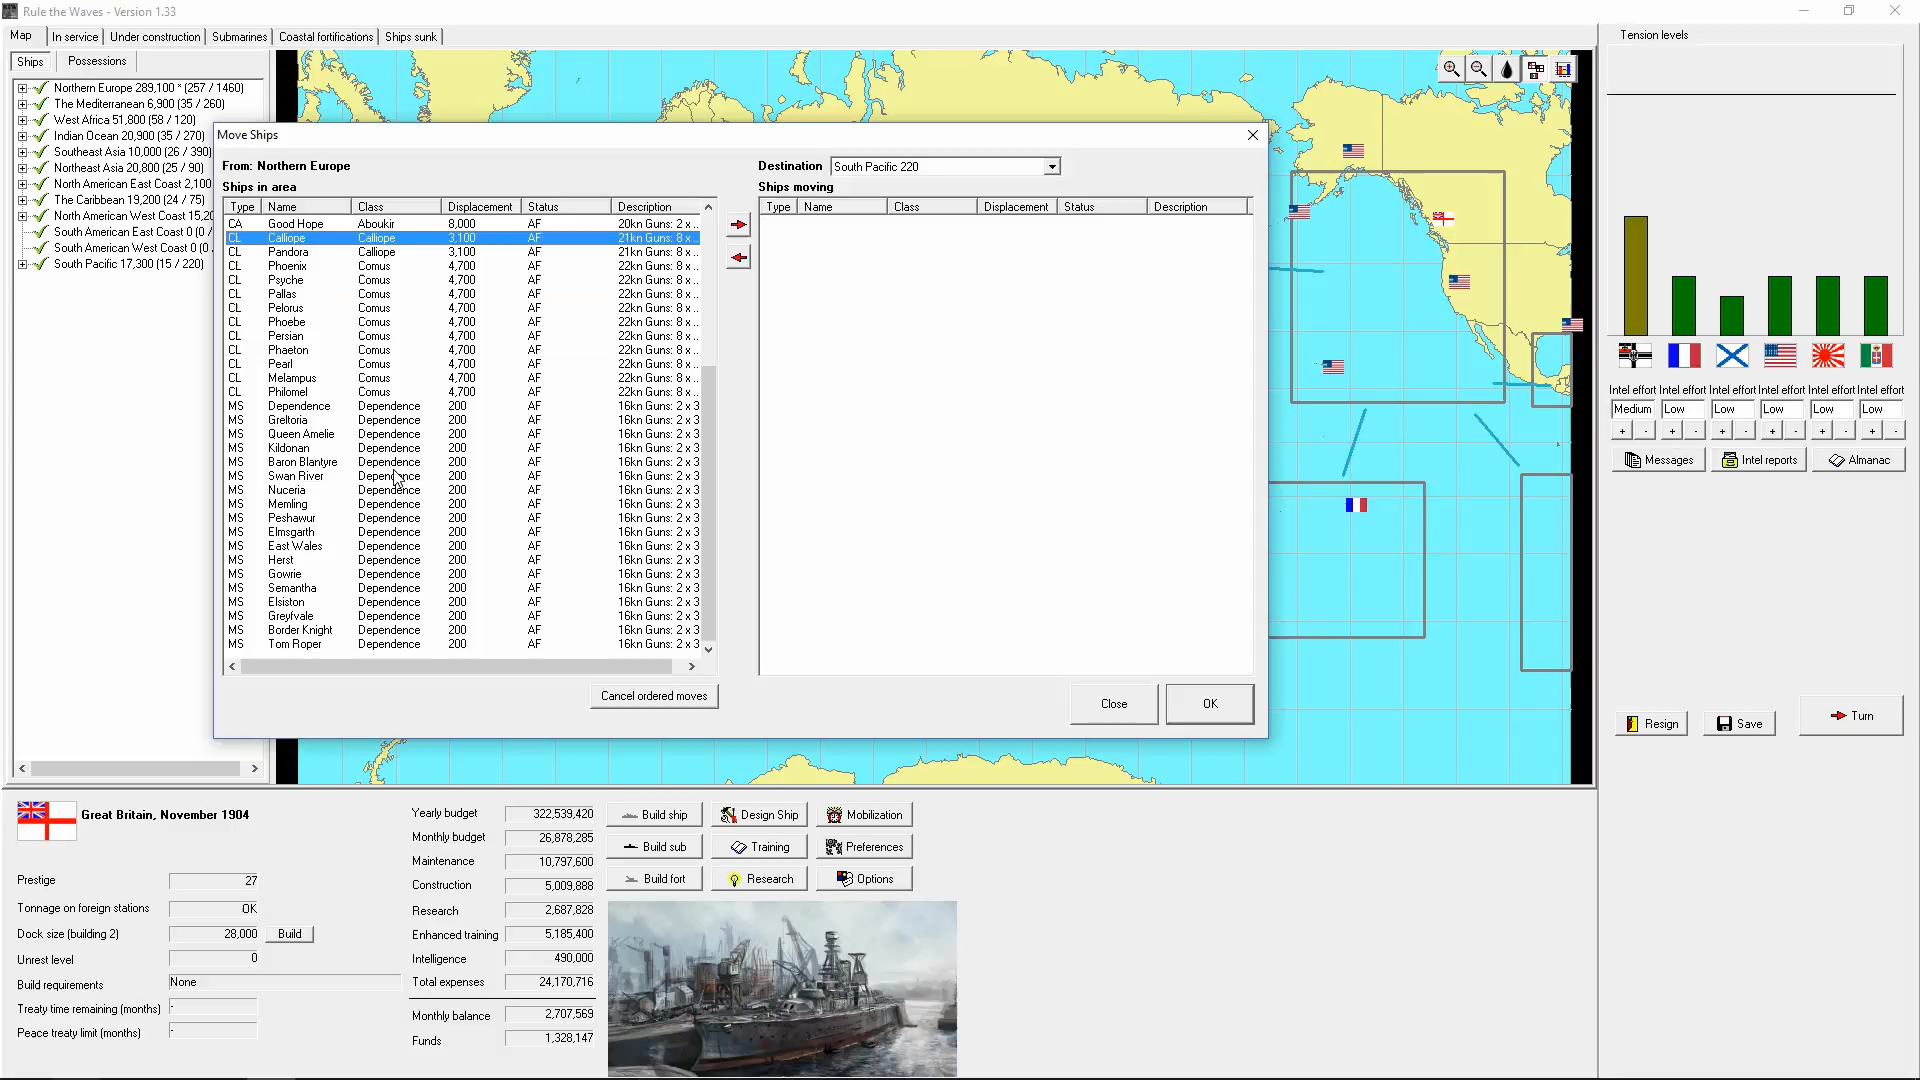 Rule the Waves - Version 1.33
Map In service Under construction Submarines Coastal fortifications Ships sunk
Ships Possessions
Northern Europe 289,100 * (257 / 1460)
The Mediterranean 6,900 (35 / 260)
West Africa 51,800 (58 / 120)
Indian Ocean 20,900 (35 / 270)
Southeast Asia 10,000 (26 / 390)
Northeast Asia 20,800 (25 / 90)
North American East Coast 2,100
The Caribbean 19,200 (24 / 75)
North American West Coast 15,20
South American East Coast 0 (0 /
South American West Coast 0 (0 .
South Pacific 17,300 (15 / 220)
Move Ships
From: Northern Europe
Ships in area
Type Name Class Displacement Status Description
CA Good Hope Aboukir 8,000 AF 20kn Guns: 2 x ..
CL Calliope Calliope 3,100 AF 21kn Guns: 8 x ..
CL Pandora Calliope 3,100 AF 21kn Guns: 8 x ..
CL Phoenix Comus 4,700 AF 22kn Guns: 8 x ..
CL Psyche Comus 4,700 AF 22kn Guns: 8 x ..
CL Pallas Comus 4,700 AF 22kn Guns: 8 x ..
CL Pelorus Comus 4,700 AF 22kn Guns: 8 x ..
CL Phoebe Comus 4,700 AF 22kn Guns: 8 x ..
CL Persian Comus 4,700 AF 22kn Guns: 8 x ..
CL Phaeton Comus 4,700 AF 22kn Guns: 8 x ..
CL Pearl Comus 4,700 AF 22kn Guns: 8 x ..
CL Melampus Comus 4,700 AF 22kn Guns: 8 x ..
CL Philomel Comus 4,700 AF 22kn Guns: 8 x ..
MS Dependence Dependence 200 AF 16kn Guns: 2 x 3
MS Greltoria Dependence 200 AF 16kn Guns: 2 x 3
MS Queen Amelie Dependence 200 AF 16kn Guns: 2 x 3
MS Kildonan Dependence 200 AF 16kn Guns: 2 x 3
MS Baron Blantyre Dependence 200 AF 16kn Guns: 2 x 3
MS Swan River Dependence 200 AF 16kn Guns: 2 x 3
MS Nuceria Dependence 200 AF 16kn Guns: 2 x 3
MS Memling Dependence 200 AF 16kn Guns: 2 x 3
MS Peshawur Dependence 200 AF 16kn Guns: 2 x 3
MS Elmsgarth Dependence 200 AF 16kn Guns: 2 x 3
MS East Wales Dependence 200 AF 16kn Guns: 2 x 3
MS Herst Dependence 200 AF 16kn Guns: 2 x 3
MS Gowrie Dependence 200 AF 16kn Guns: 2 x 3
MS Semantha Dependence 200 AF 16kn Guns: 2 x 3
MS Elsiston Dependence 200 AF 16kn Guns: 2 x 3
MS Greyfvale Dependence 200 AF 16kn Guns: 2 x 3
MS Border Knight Dependence 200 AF 16kn Guns: 2 x 3
MS Tom Roper Dependence 200 AF 16kn Guns: 2 x 3
Cancel ordered moves
Destination South Pacific 220
Ships moving
Type Name Class Displacement Status Description
Close OK
Tension levels
Intel effort Intel effort Intel effort Intel effort Intel effort Intel effort
Medium Low Low Low Low Low
+ - + - + - + - + - + -
Messages Intel reports Almanac
Resign Save Turn
Great Britain, November 1904
Prestige 27
Tonnage on foreign stations OK
Dock size (building 2) 28,000 Build
Unrest level 0
Build requirements None
Treaty time remaining (months) -
Peace treaty limit (months) -
Yearly budget 322,539,420
Monthly budget 26,878,285
Maintenance 10,797,600
Construction 5,009,888
Research 2,687,828
Enhanced training 5,185,400
Intelligence 490,000
Total expenses 24,170,716
Monthly balance 2,707,569
Funds 1,328,147
Build ship Design Ship Mobilization
Build sub Training Preferences
Build fort Research Options